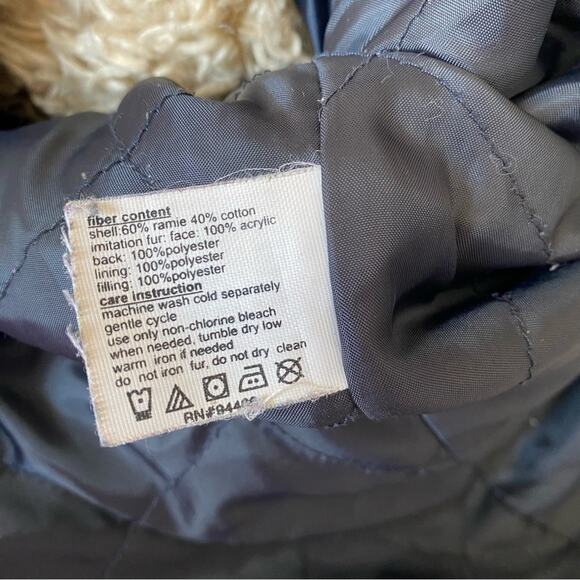 fiber content
shell:60% ramie 40% cotton
imitation fur: face: 100% acrylic
back: 100%polyester
lining: 100%polyester
filling: 100%polyester
care instruction
machine wash cold separately
gentle cycle
use only non-chlorine bleach
when needed, tumble dry low
warm iron if needed
do not iron fur, do not dry clean